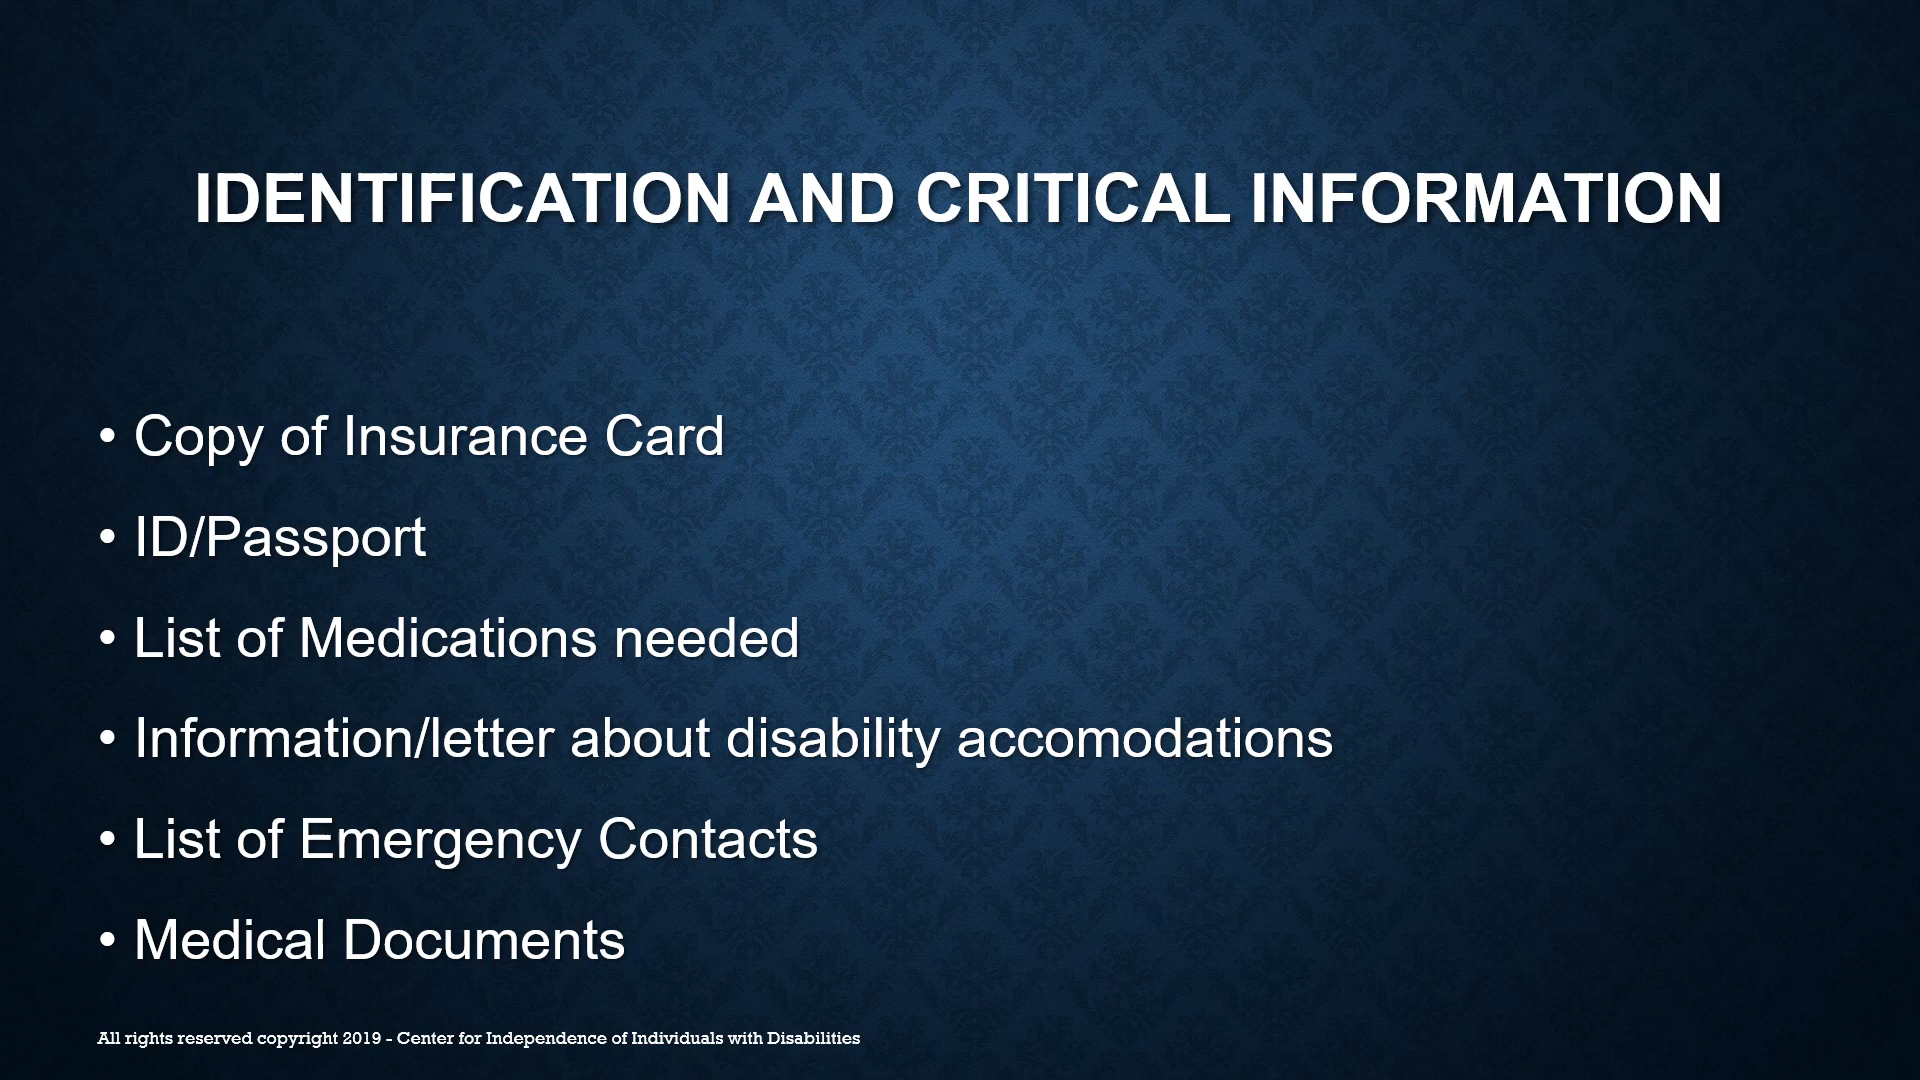 IDENTIFICATION AND CRITICAL INFORMATION
• Copy of Insurance Card
• ID/Passport
• List of Medications needed
• Information/letter about disability accomodations
• List of Emergency Contacts
• Medical Documents
All rights reserved copyright 2019 - Center for Independence of Individuals with Disabilities